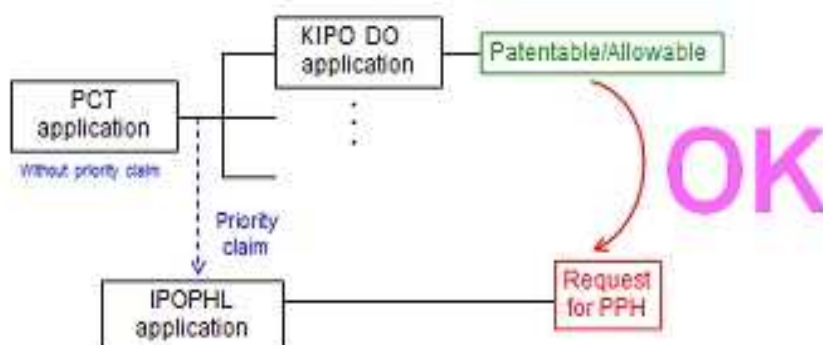 KIPO DO
application
Patentable/Allowable
PCT
application
Without priority claim
OK
Priority
claim
IPOPHL
application
Request
for PPH